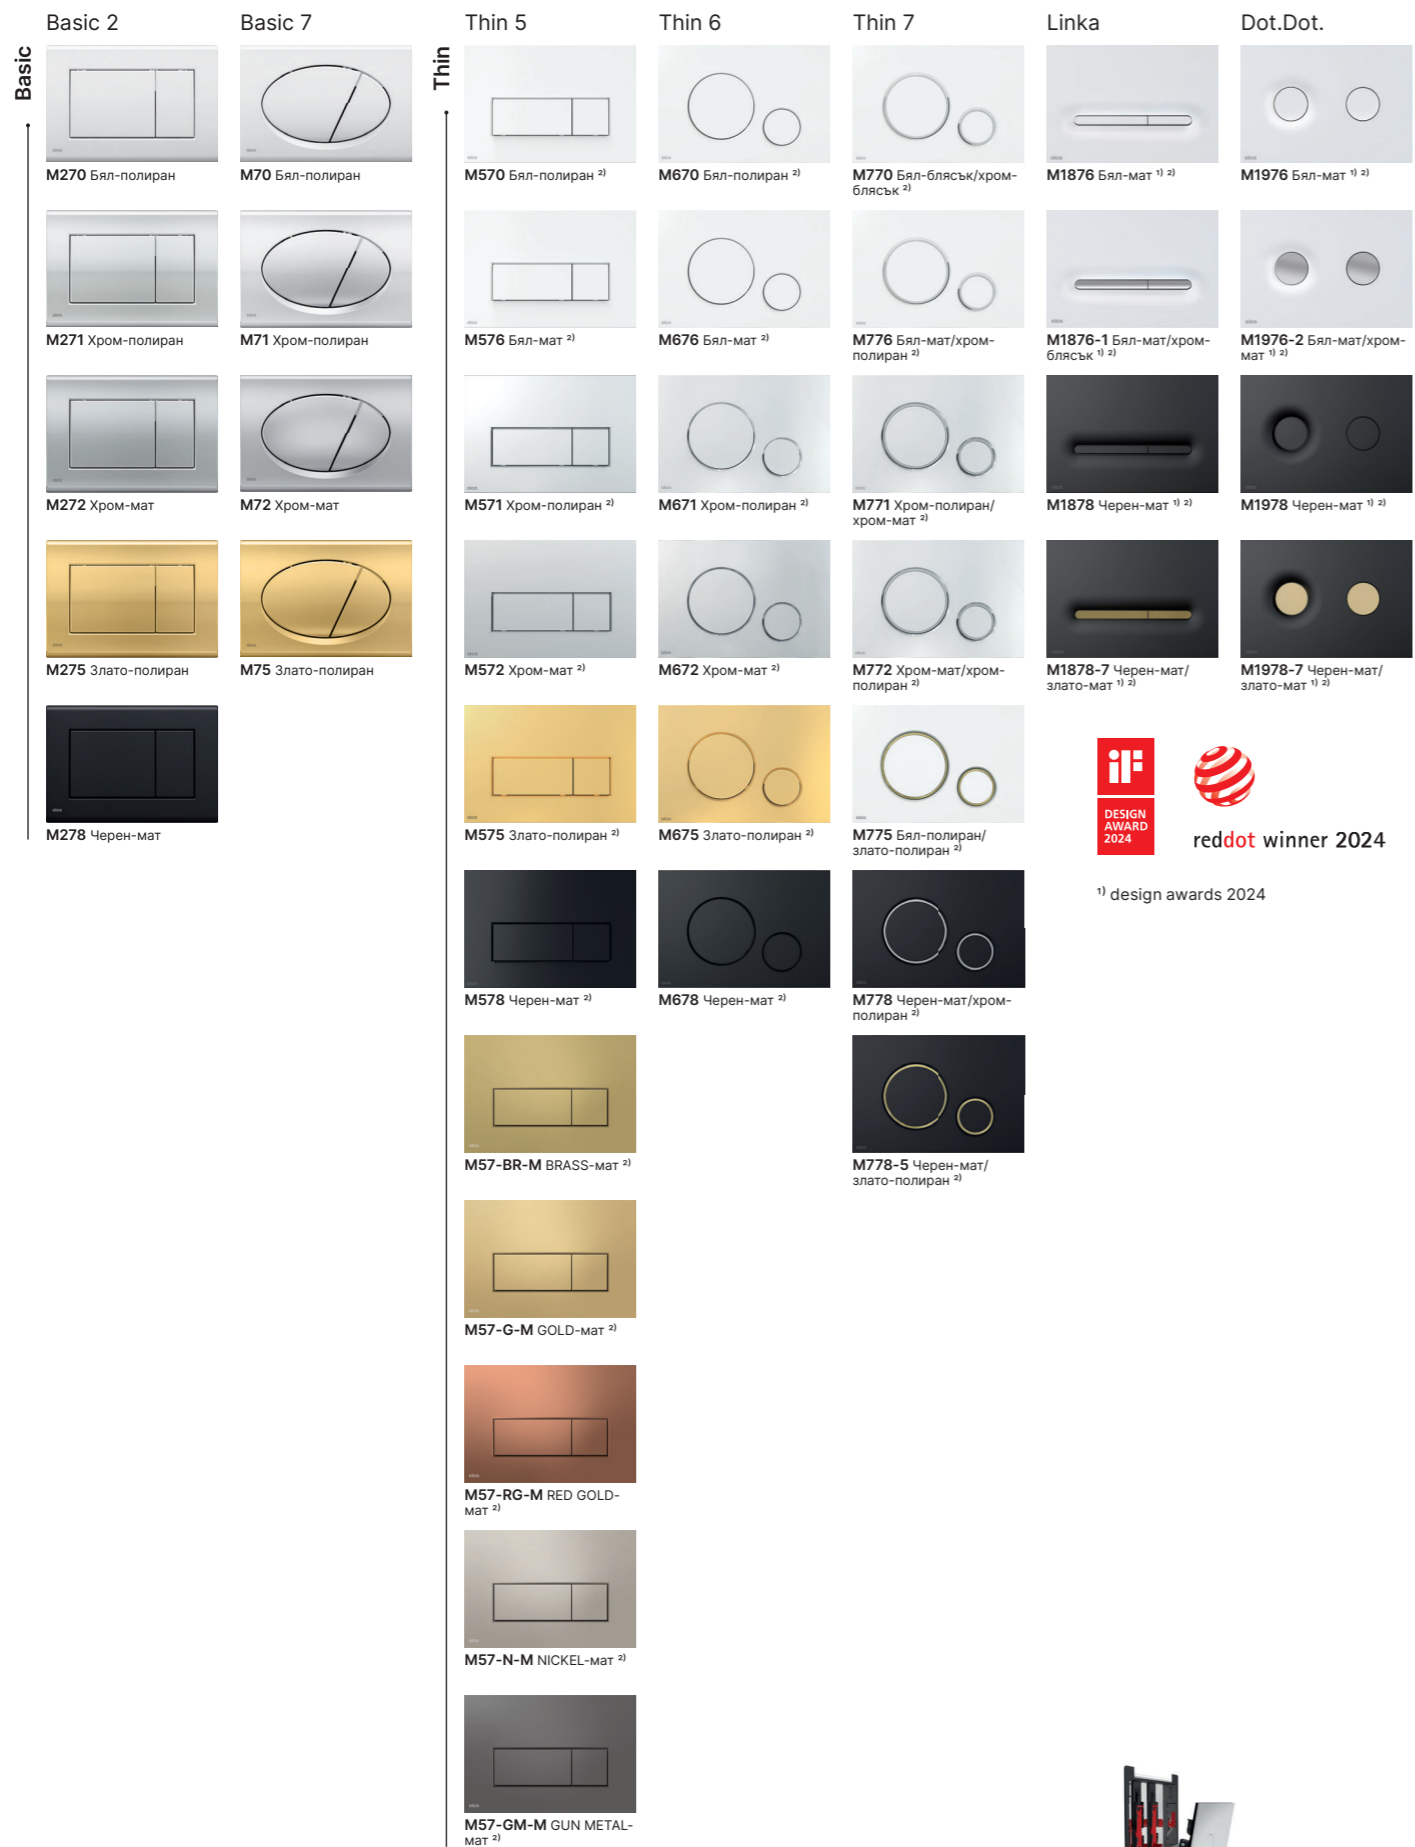 Basic 2
Basic 7
Thin 5
Thin 6
Thin 7
Linka
Dot.Dot.
Basic
Thin
M270 Бял-полиран
M70 Бял-полиран
M570 Бял-полиран ²⁾
M670 Бял-полиран ²⁾
M770 Бял-блясък/хром-
блясък ²⁾
M1876 Бял-мат ¹⁾ ²⁾
M1976 Бял-мат ¹⁾ ²⁾
M271 Хром-полиран
M71 Хром-полиран
M576 Бял-мат ²⁾
M676 Бял-мат ²⁾
M776 Бял-мат/хром-
полиран ²⁾
M1876-1 Бял-мат/хром-
блясък ¹⁾ ²⁾
M1976-2 Бял-мат/хром-
мат ¹⁾ ²⁾
M272 Хром-мат
M72 Хром-мат
M571 Хром-полиран ²⁾
M671 Хром-полиран ²⁾
M771 Хром-полиран/
хром-мат ²⁾
M1878 Черен-мат ¹⁾ ²⁾
M1978 Черен-мат ¹⁾ ²⁾
M275 Злато-полиран
M75 Злато-полиран
M572 Хром-мат ²⁾
M672 Хром-мат ²⁾
M772 Хром-мат/хром-
полиран ²⁾
M1878-7 Черен-мат/
злато-мат ¹⁾ ²⁾
M1978-7 Черен-мат/
злато-мат ¹⁾ ²⁾
M278 Черен-мат
M575 Злато-полиран ²⁾
M675 Злато-полиран ²⁾
M775 Бял-полиран/
злато-полиран ²⁾
iF
DESIGN
AWARD
2024
reddot winner 2024
¹⁾ design awards 2024
M578 Черен-мат ²⁾
M678 Черен-мат ²⁾
M778 Черен-мат/хром-
полиран ²⁾
M57-BR-M BRASS-мат ²⁾
M778-5 Черен-мат/
злато-полиран ²⁾
M57-G-M GOLD-мат ²⁾
M57-RG-M RED GOLD-
мат ²⁾
M57-N-M NICKEL-мат ²⁾
M57-GM-M GUN METAL-
мат ²⁾